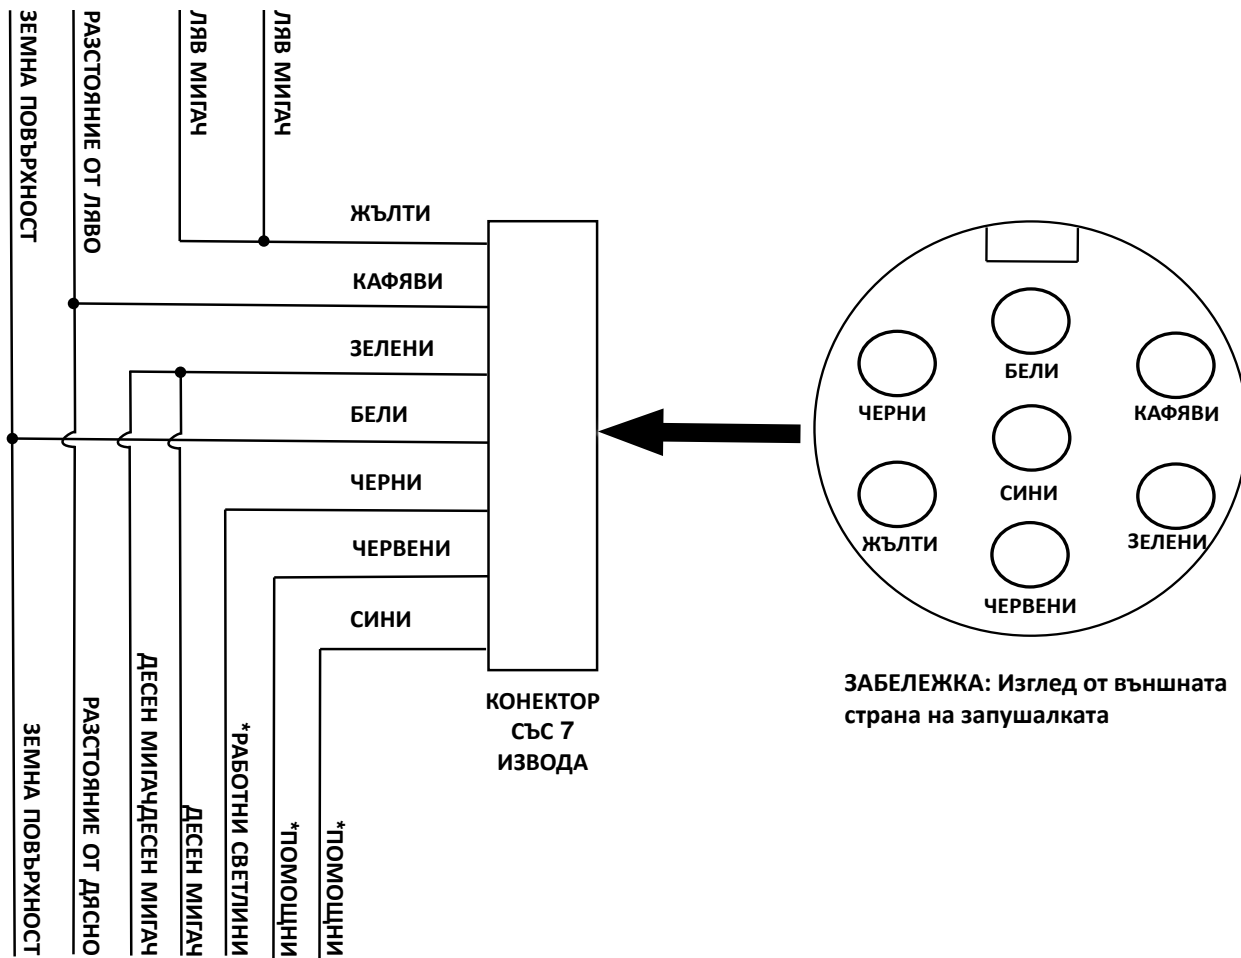 ЗЕМНА ПОВЪРХНОСТ
РАЗСТОЯНИЕ ОТ ЛЯВО
ЛЯВ МИГАЧ
ЛЯВ МИГАЧ
ЖЪЛТИ
КАФЯВИ
ЗЕЛЕНИ
БЕЛИ
ЧЕРНИ
ЧЕРВЕНИ
СИНИ
КОНЕКТОР
СЪС 7
ИЗВОДА
ЗЕМНА ПОВЪРХНОСТ
РАЗСТОЯНИЕ ОТ ДЯСНО
ДЕСЕН МИГАЧДЕСЕН МИГАЧ
ДЕСЕН МИГАЧ
*РАБОТНИ СВЕТЛИНИ
*ПОМОЩНИ
*ПОМОЩНИ
БЕЛИ
ЧЕРНИ
КАФЯВИ
СИНИ
ЖЪЛТИ
ЗЕЛЕНИ
ЧЕРВЕНИ
ЗАБЕЛЕЖКА: Изглед от външната
страна на запушалката